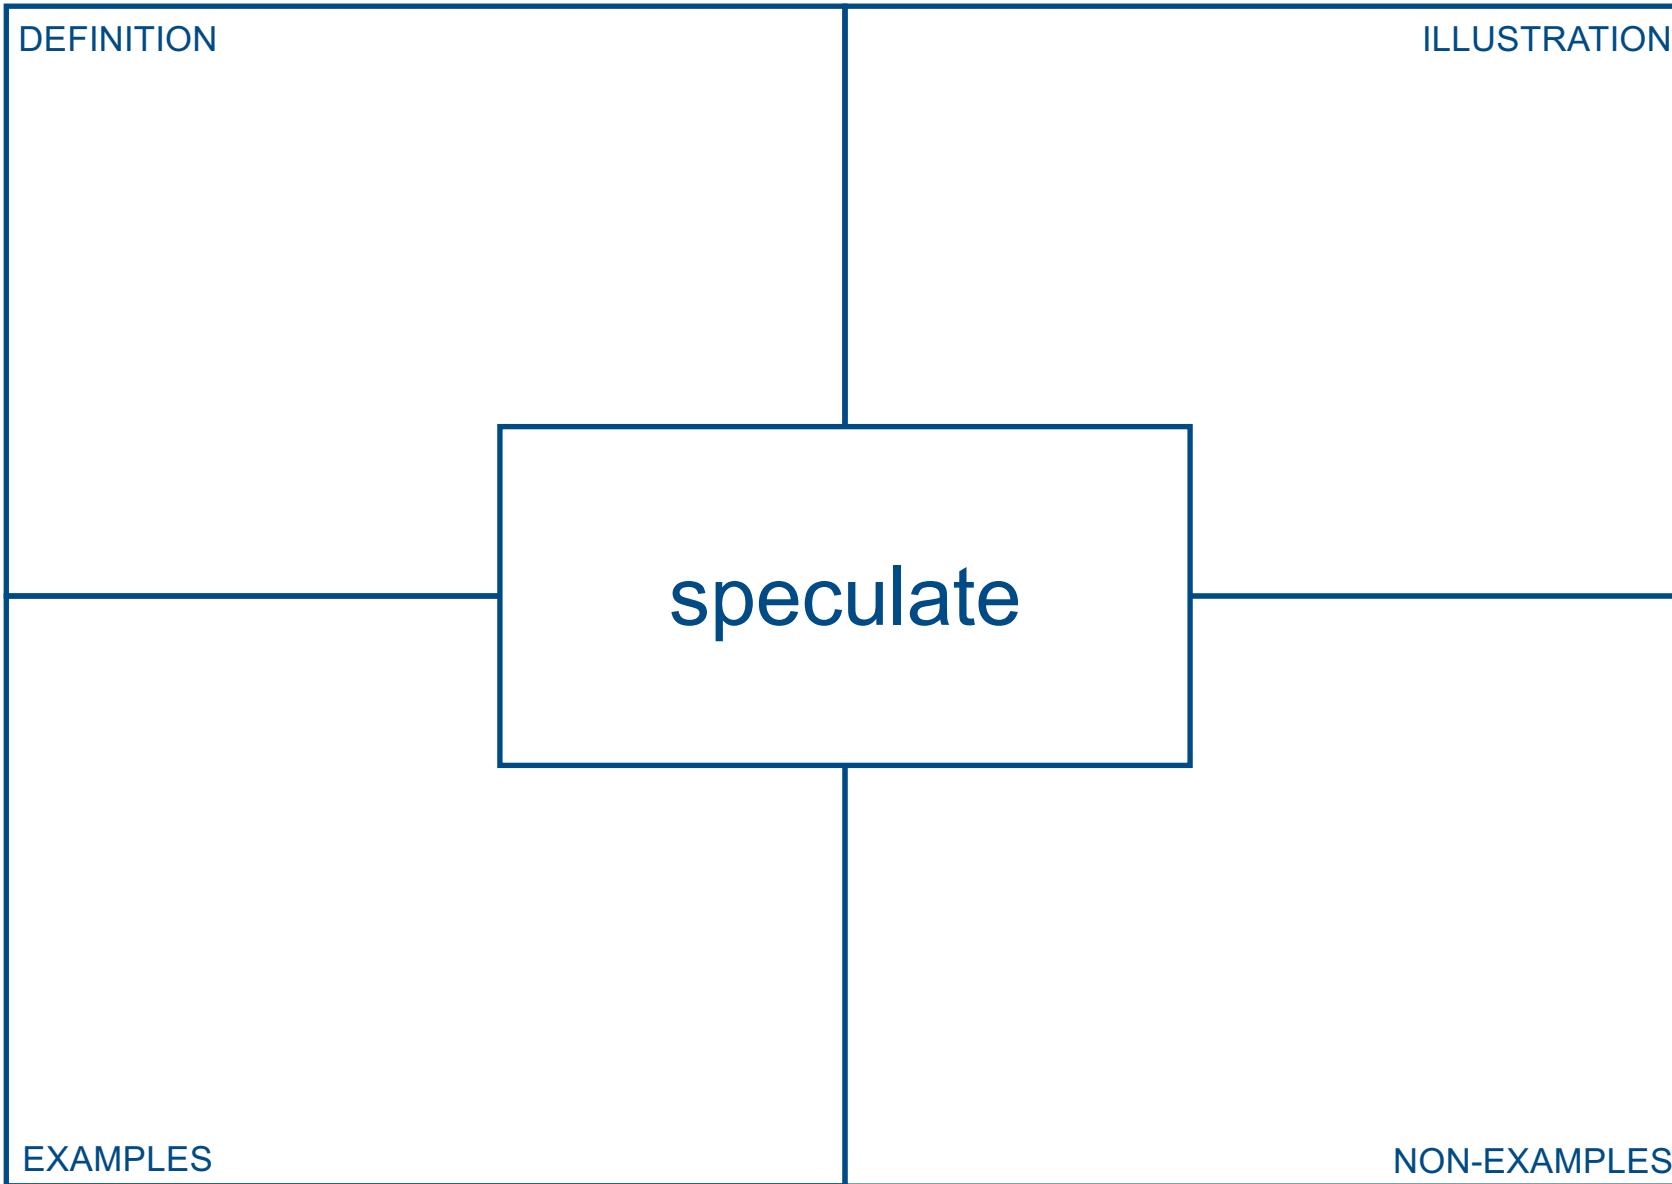 DEFINITION
ILLUSTRATION
speculate
EXAMPLES
NON-EXAMPLES